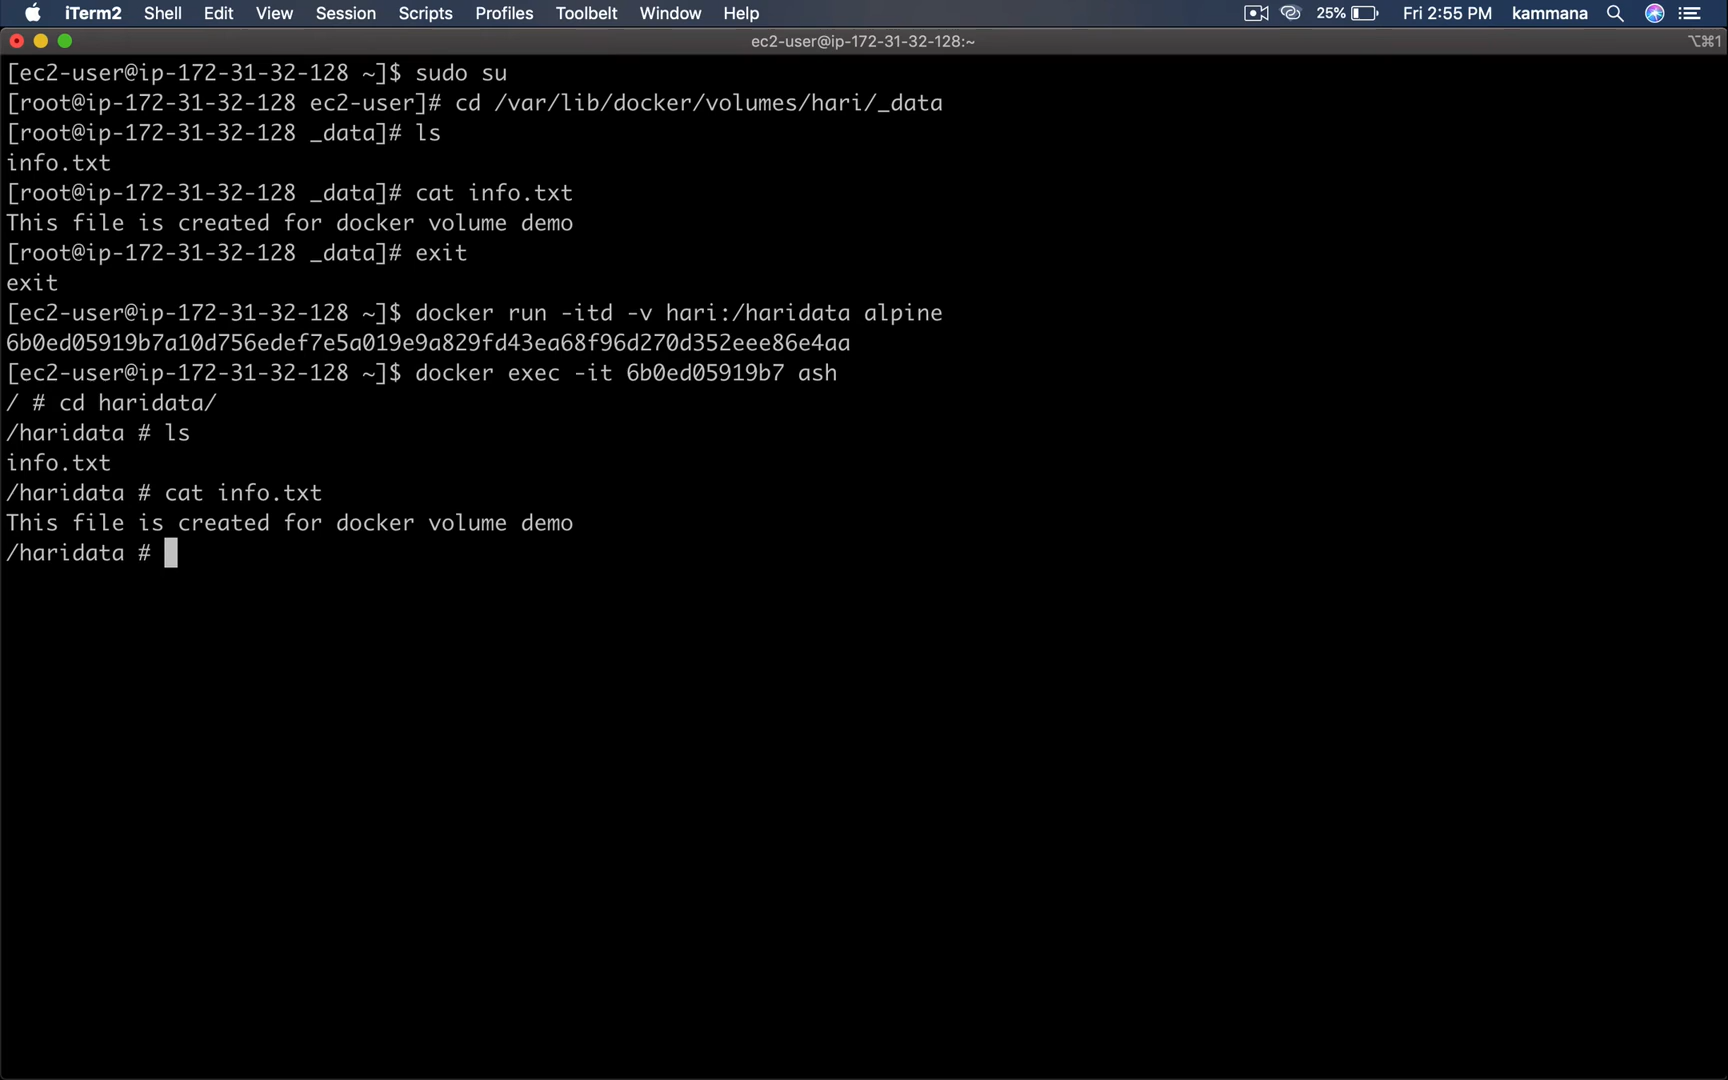 iTerm2 Shell Edit View Session Scripts Profiles Toolbelt Window Help 25% Fri 2:55 PM kammana
ec2-user@ip-172-31-32-128:~ ⌥⌘1
[ec2-user@ip-172-31-32-128 ~]$ sudo su
[root@ip-172-31-32-128 ec2-user]# cd /var/lib/docker/volumes/hari/_data
[root@ip-172-31-32-128 _data]# ls
info.txt
[root@ip-172-31-32-128 _data]# cat info.txt
This file is created for docker volume demo
[root@ip-172-31-32-128 _data]# exit
exit
[ec2-user@ip-172-31-32-128 ~]$ docker run -itd -v hari:/haridata alpine
6b0ed05919b7a10d756edef7e5a019e9a829fd43ea68f96d270d352eee86e4aa
[ec2-user@ip-172-31-32-128 ~]$ docker exec -it 6b0ed05919b7 ash
/ # cd haridata/
/haridata # ls
info.txt
/haridata # cat info.txt
This file is created for docker volume demo
/haridata #